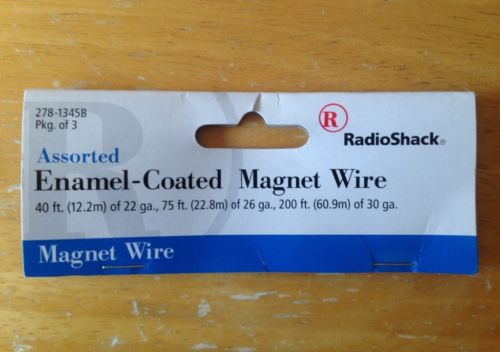 278-1345B
Pkg. of 3
R
RadioShack®
Assorted
Enamel-Coated Magnet Wire
40 ft. (12.2m) of 22 ga., 75 ft. (22.8m) of 26 ga., 200 ft. (60.9m) of 30 ga.
Magnet Wire